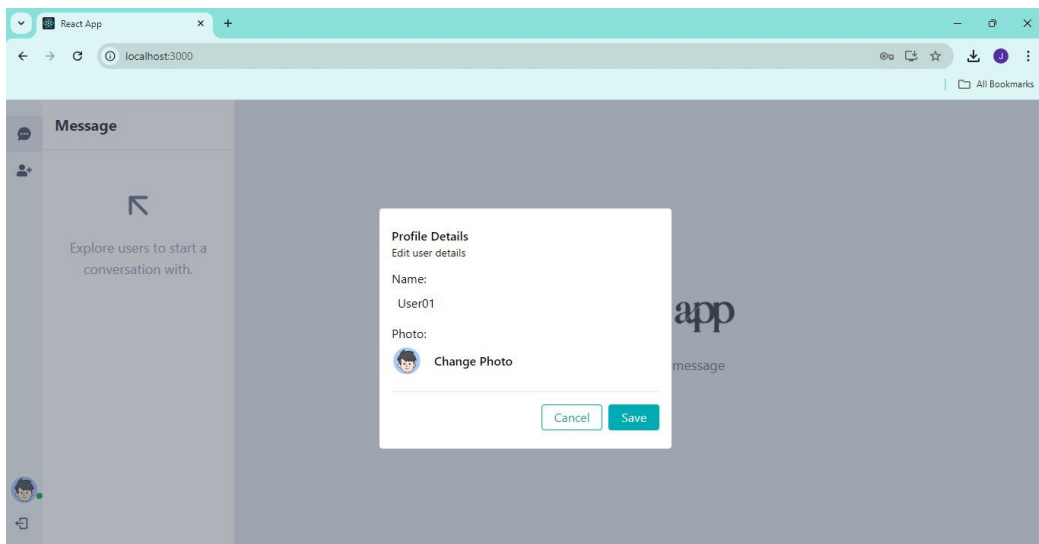 React App
localhost:3000
All Bookmarks
J
Message
Explore users to start a
conversation with.
Profile Details
Edit user details
Name:
User01
Photo:
Change Photo
Cancel
Save
app
message